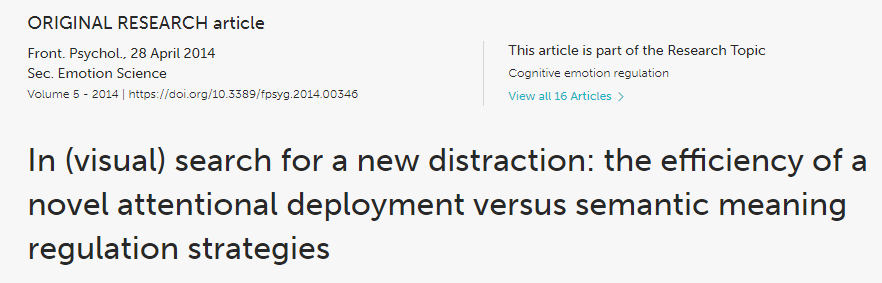 ORIGINAL RESEARCH article
Front. Psychol., 28 April 2014
Sec. Emotion Science
Volume 5 - 2014 | https://doi.org/10.3389/fpsyg.2014.00346
This article is part of the Research Topic
Cognitive emotion regulation
View all 16 Articles >
In (visual) search for a new distraction: the efficiency of a
novel attentional deployment versus semantic meaning
regulation strategies